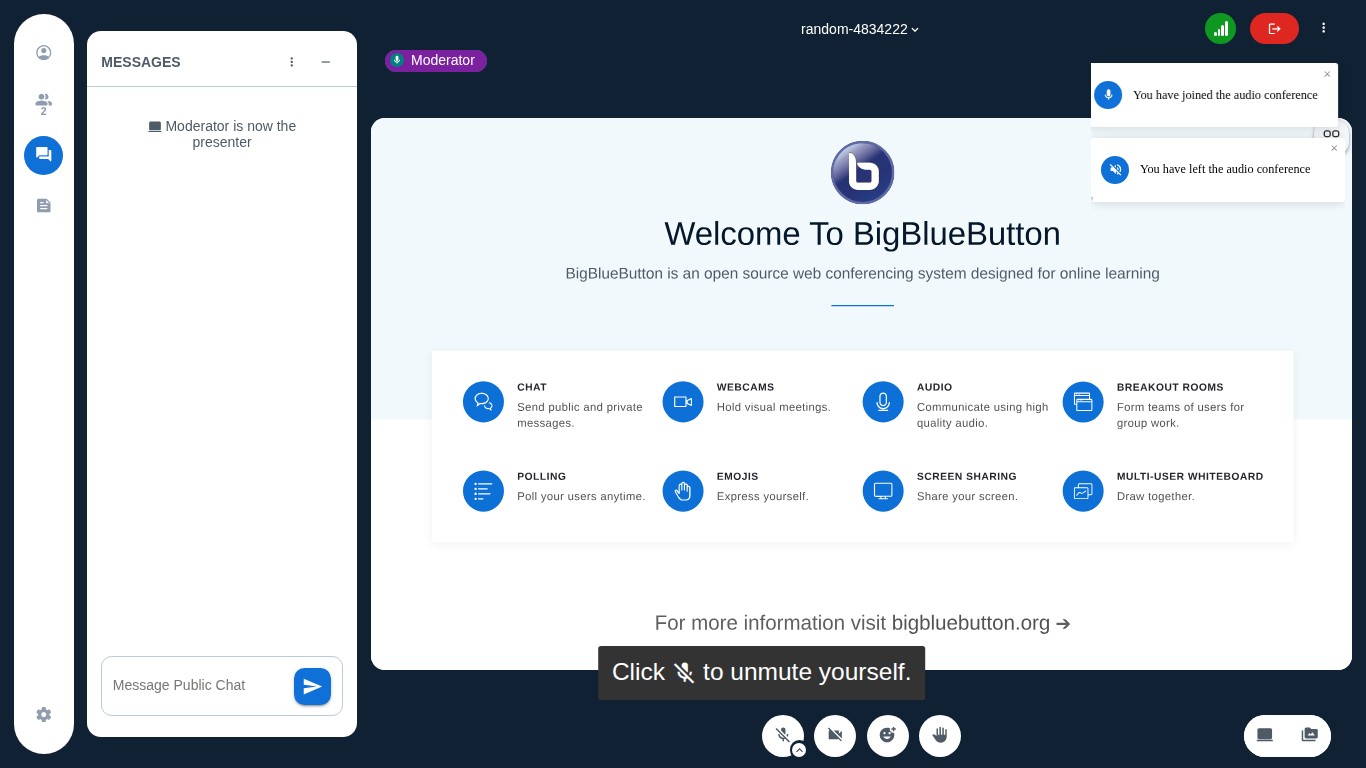 random-4834222
MESSAGES
Moderator
2
Moderator is now the
presenter
You have joined the audio conference
You have left the audio conference
Welcome To BigBlueButton
BigBlueButton is an open source web conferencing system designed for online learning
CHAT
Send public and private
messages.
WEBCAMS
Hold visual meetings.
AUDIO
Communicate using high
quality audio.
BREAKOUT ROOMS
Form teams of users for
group work.
POLLING
Poll your users anytime.
EMOJIS
Express yourself.
SCREEN SHARING
Share your screen.
MULTI-USER WHITEBOARD
Draw together.
For more information visit bigbluebutton.org ➔
Click to unmute yourself.
Message Public Chat